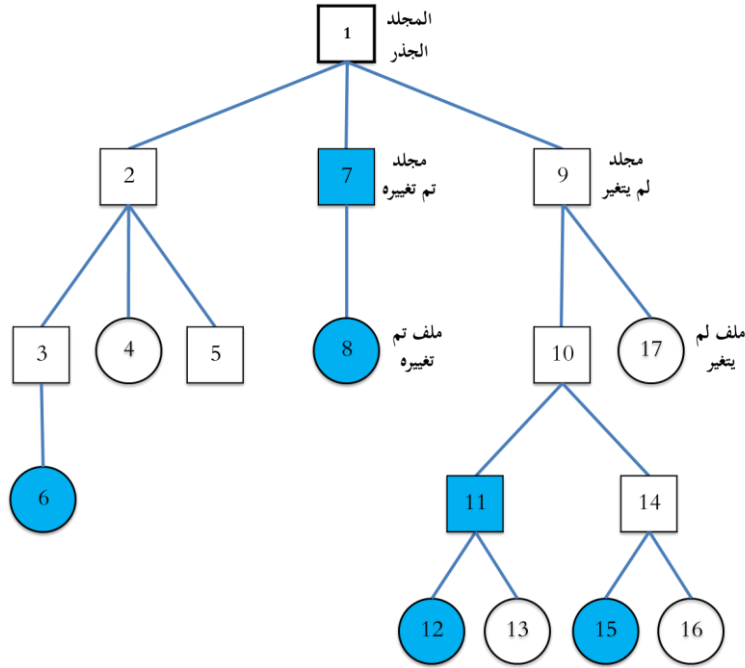 1
المجلد
الجذر
2
7
مجلد
تم تغييره
9
مجلد
لم يتغير
3
4
5
8
ملف تم
تغييره
10
17
ملف لم
يتغير
6
11
14
12
13
15
16